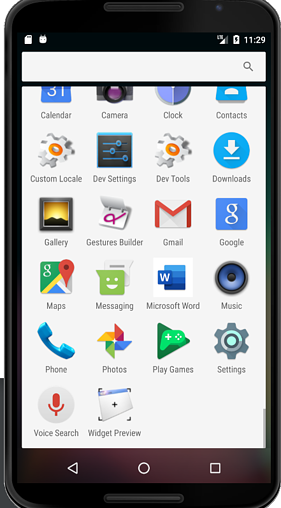 LTE 11:29
31
Calendar Camera Clock Contacts
Custom Locale Dev Settings Dev Tools Downloads
Gallery Gestures Builder Gmail Google
Maps Messaging Microsoft Word Music
Phone Photos Play Games Settings
Voice Search Widget Preview